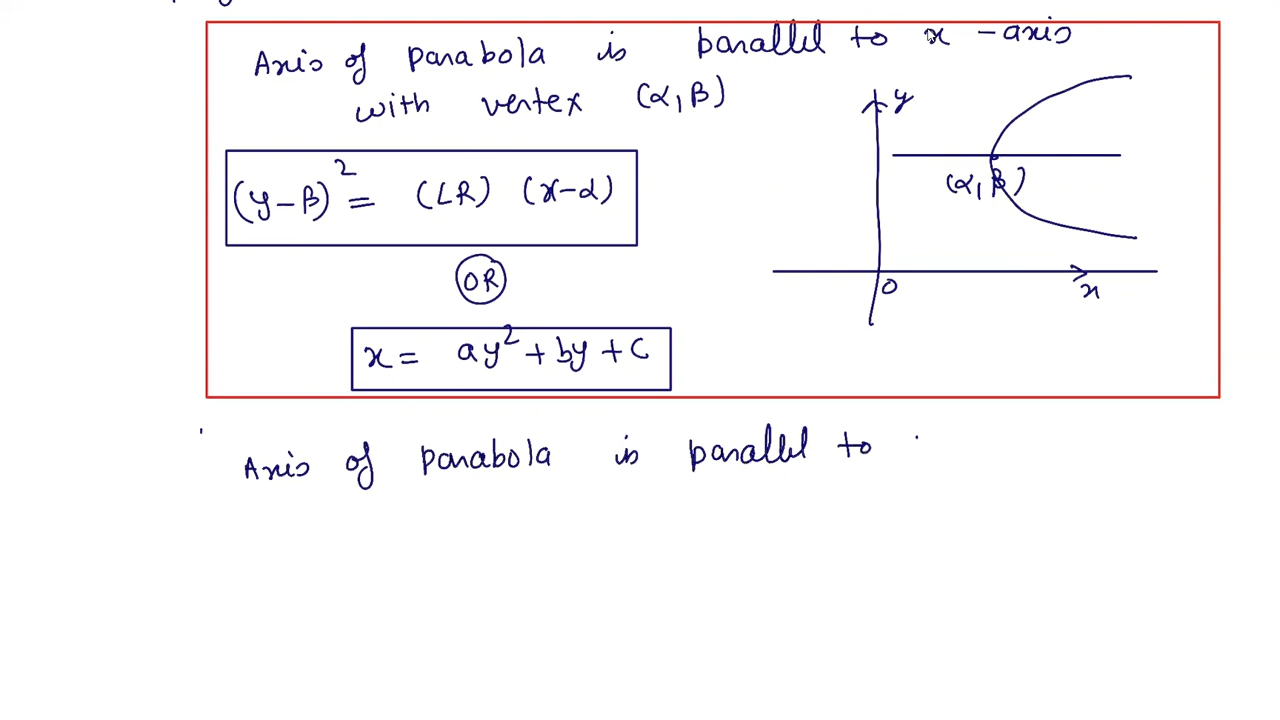 Axis of parabola is parallel to x-axis
with vertex (α, β)
y
(y-β)² = (LR) (x-α)
(α, β)
OR
0
x
x = ay² + by + c
Axis of parabola is parallel to